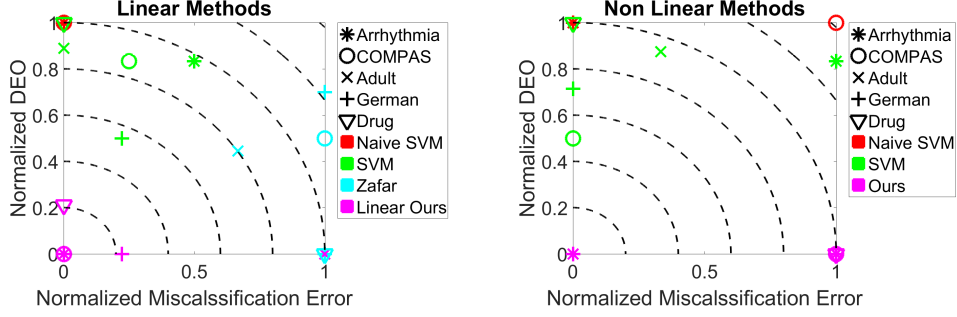 Linear Methods
Normalized DEO
1
0.8
0.6
0.4
0.2
0
0
0.5
1
Normalized Miscalssification Error
Arrhythmia
COMPAS
Adult
German
Drug
Naive SVM
SVM
Zafar
Linear Ours
Non Linear Methods
Normalized DEO
1
0.8
0.6
0.4
0.2
0
0
0.5
1
Normalized Miscalssification Error
Arrhythmia
COMPAS
Adult
German
Drug
Naive SVM
SVM
Ours